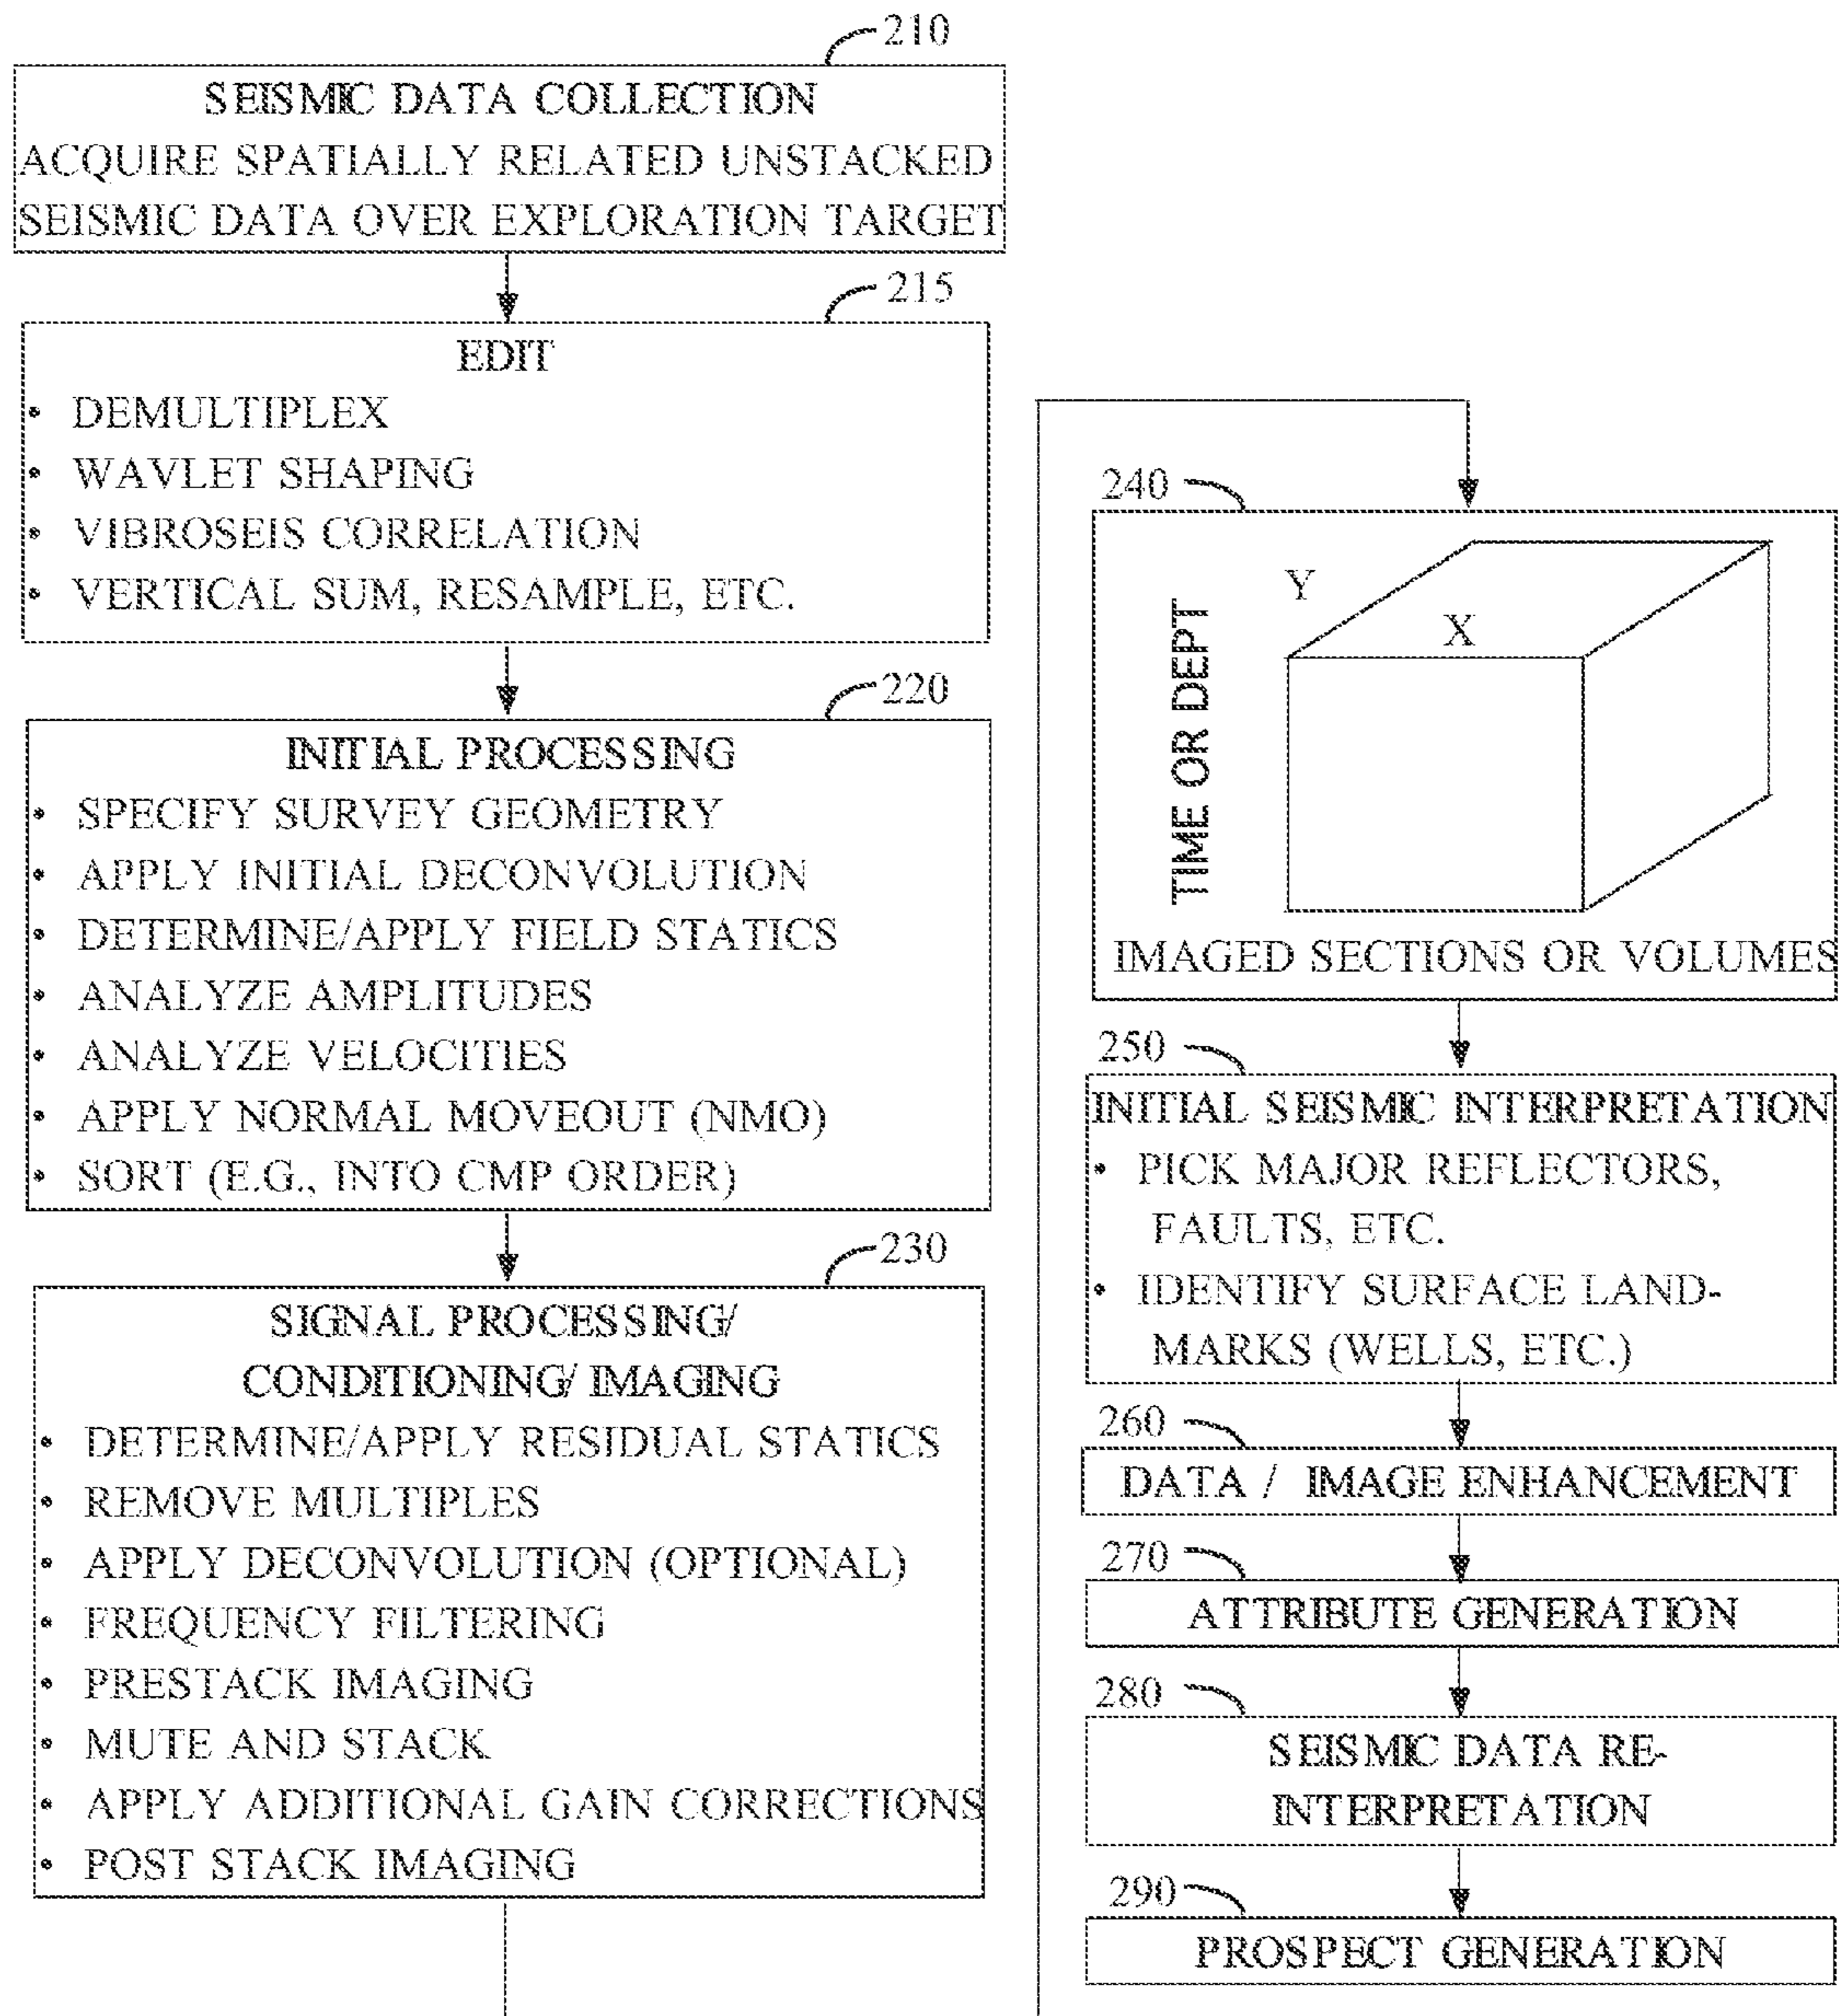 210
SEISMIC DATA COLLECTION
ACQUIRE SPATIALLY RELATED UNSTACKED
SEISMIC DATA OVER EXPLORATION TARGET
215
EDIT
• DEMULTIPLEX
• WAVLET SHAPING
• VIBROSEIS CORRELATION
• VERTICAL SUM, RESAMPLE, ETC.
220
INITIAL PROCESSING
• SPECIFY SURVEY GEOMETRY
• APPLY INITIAL DECONVOLUTION
• DETERMINE/APPLY FIELD STATICS
• ANALYZE AMPLITUDES
• ANALYZE VELOCITIES
• APPLY NORMAL MOVEOUT (NMO)
• SORT (E.G., INTO CMP ORDER)
230
SIGNAL PROCESSING/
CONDITIONING/ IMAGING
• DETERMINE/APPLY RESIDUAL STATICS
• REMOVE MULTIPLES
• APPLY DECONVOLUTION (OPTIONAL)
• FREQUENCY FILTERING
• PRESTACK IMAGING
• MUTE AND STACK
• APPLY ADDITIONAL GAIN CORRECTIONS
• POST STACK IMAGING
240
Y
X
TIME OR DEPT
IMAGED SECTIONS OR VOLUMES
250
INITIAL SEISMIC INTERPRETATION
• PICK MAJOR REFLECTORS,
FAULTS, ETC.
• IDENTIFY SURFACE LAND-
MARKS (WELLS, ETC.)
260
DATA / IMAGE ENHANCEMENT
270
ATTRIBUTE GENERATION
280
SEISMIC DATA RE-
INTERPRETATION
290
PROSPECT GENERATION